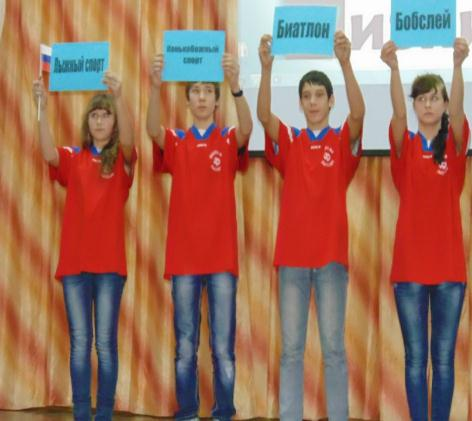 Лыжный спорт
Конькобежный
спорт
Биатлон
Бобслей